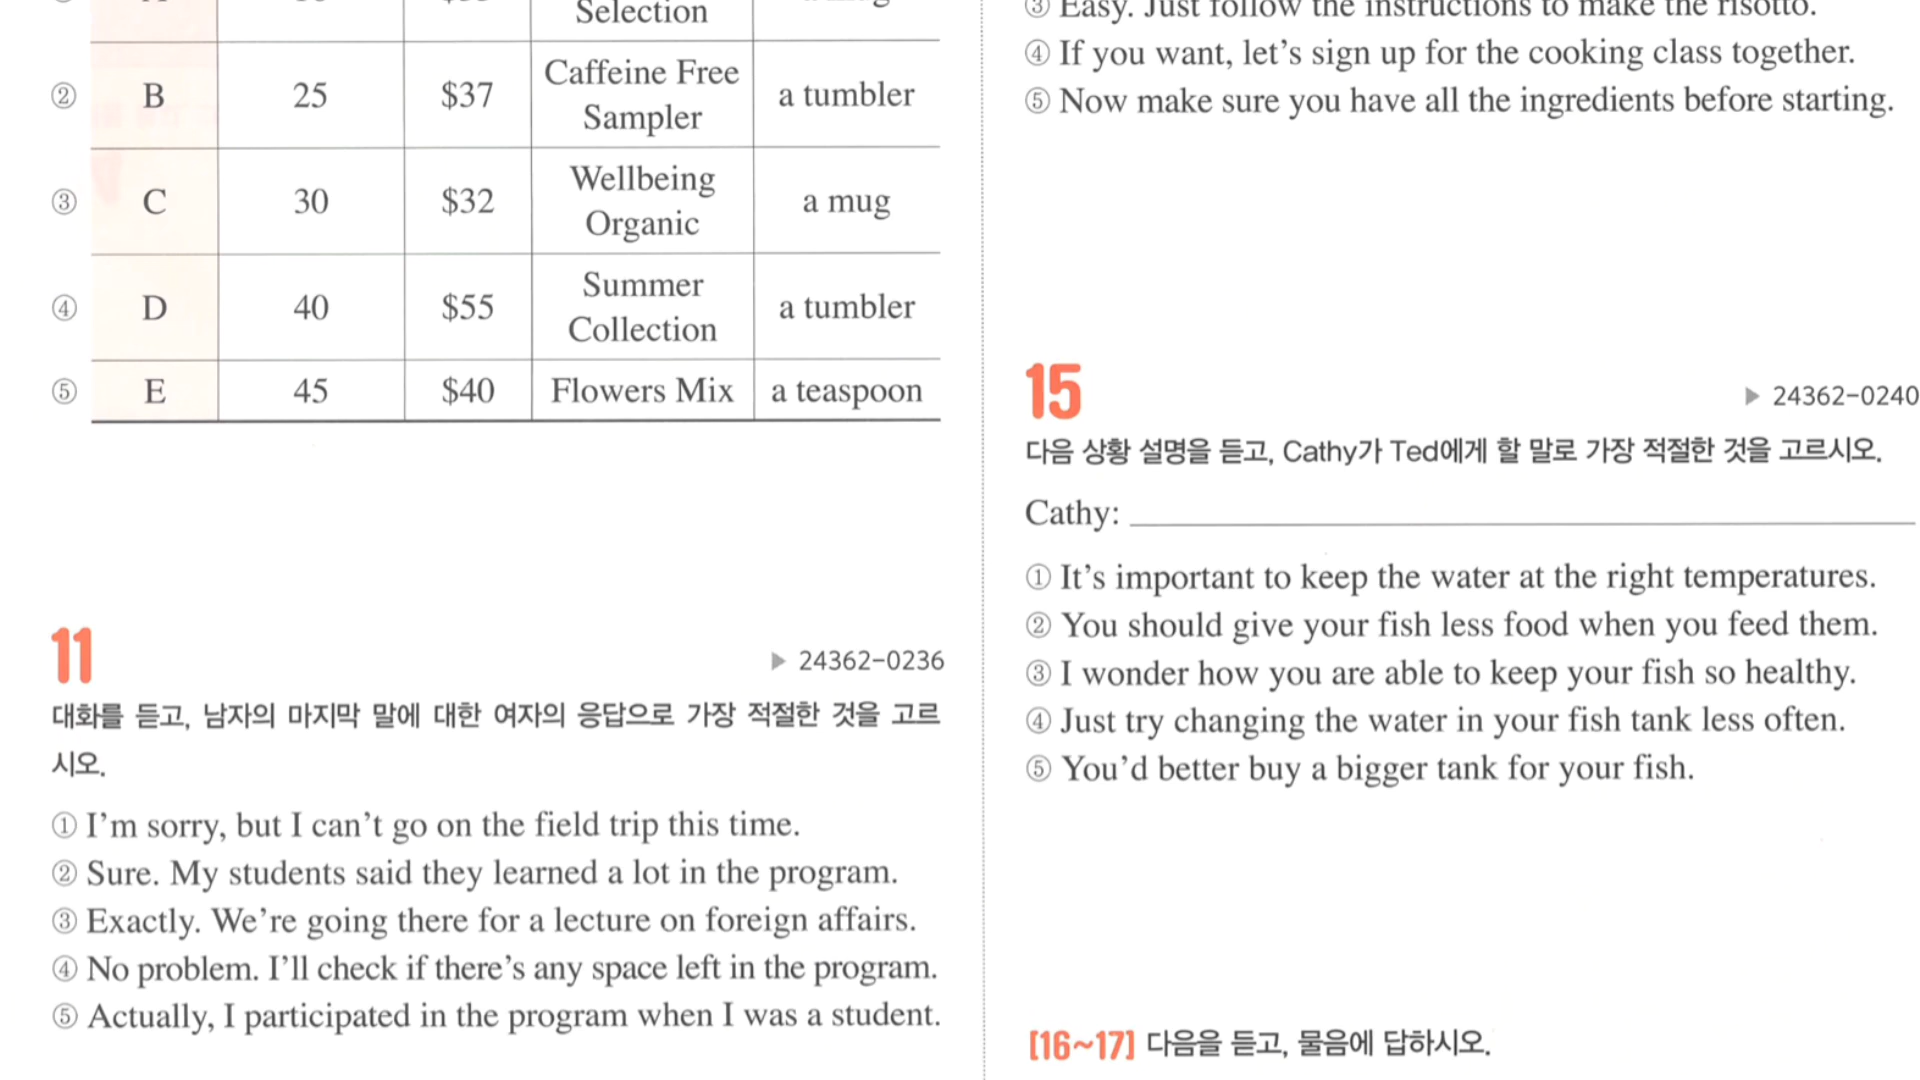 Selection
② B 25 $37 Caffeine Free Sampler a tumbler
③ C 30 $32 Wellbeing Organic a mug
④ D 40 $55 Summer Collection a tumbler
⑤ E 45 $40 Flowers Mix a teaspoon
11
▶ 24362-0236
대화를 듣고, 남자의 마지막 말에 대한 여자의 응답으로 가장 적절한 것을 고르
시오.
① I'm sorry, but I can't go on the field trip this time.
② Sure. My students said they learned a lot in the program.
③ Exactly. We're going there for a lecture on foreign affairs.
④ No problem. I'll check if there's any space left in the program.
⑤ Actually, I participated in the program when I was a student.
③ Easy. Just follow the instructions to make the risotto.
④ If you want, let's sign up for the cooking class together.
⑤ Now make sure you have all the ingredients before starting.
15
▶ 24362-0240
다음 상황 설명을 듣고, Cathy가 Ted에게 할 말로 가장 적절한 것을 고르시오.
Cathy:
① It's important to keep the water at the right temperatures.
② You should give your fish less food when you feed them.
③ I wonder how you are able to keep your fish so healthy.
④ Just try changing the water in your fish tank less often.
⑤ You'd better buy a bigger tank for your fish.
[16~17] 다음을 듣고, 물음에 답하시오.